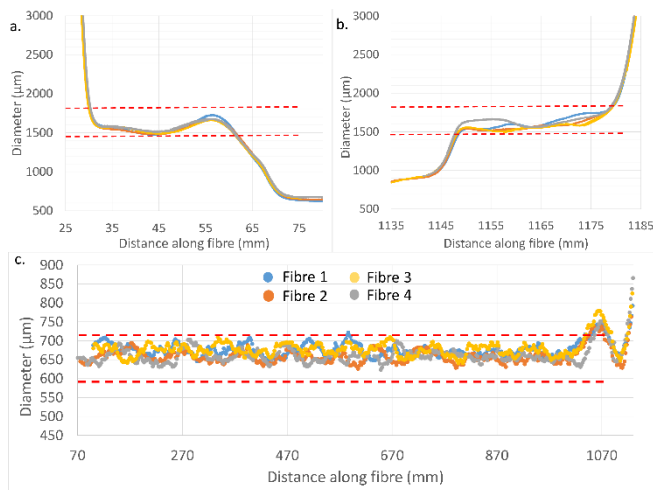 a.
3000
2500
2000
1500
1000
500
Diameter (µm)
25 35 45 55 65 75
Distance along fibre (mm)
b.
3000
2500
2000
1500
1000
500
Diameter (µm)
1135 1145 1155 1165 1175 1185
Distance along fibre (mm)
c.
900
850
800
750
700
650
600
550
500
450
Diameter (µm)
Fibre 1 Fibre 3
Fibre 2 Fibre 4
70 270 470 670 870 1070
Distance along fibre (mm)